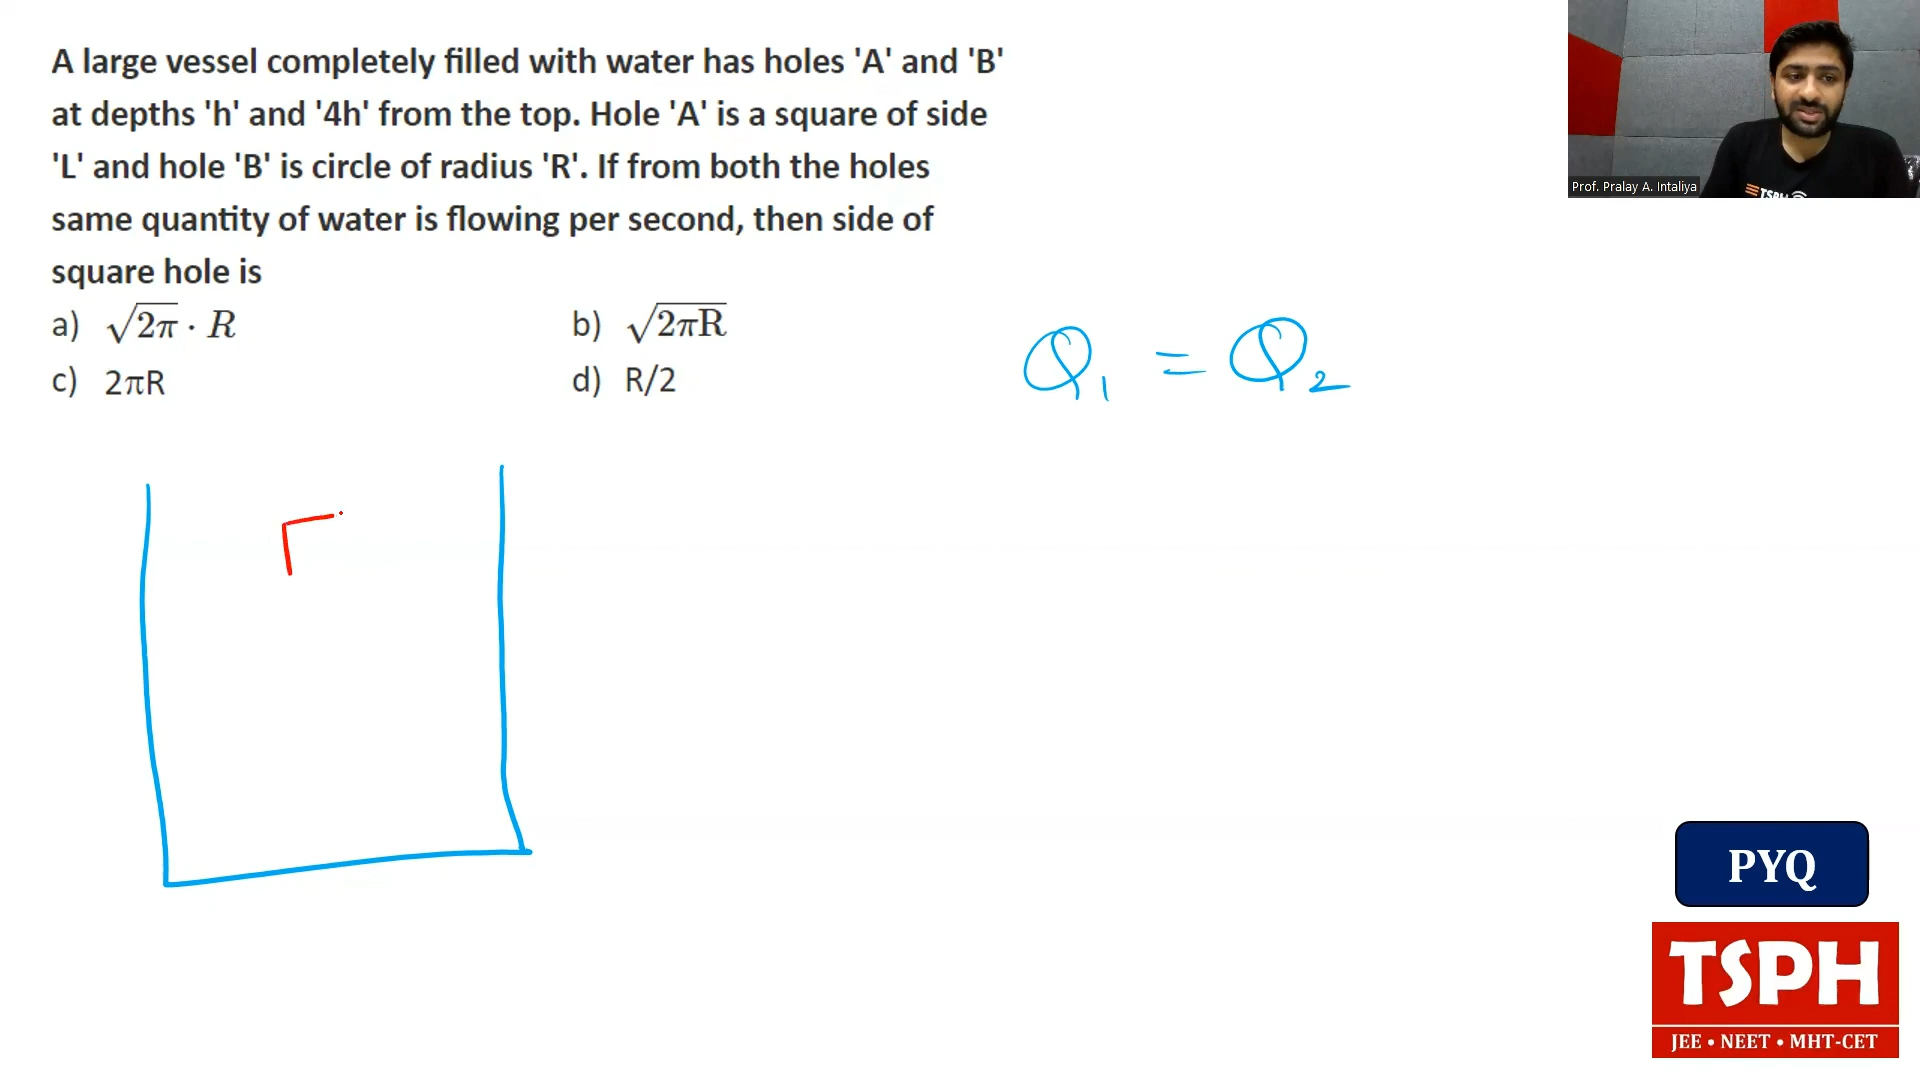 A large vessel completely filled with water has holes 'A' and 'B'
at depths 'h' and '4h' from the top. Hole 'A' is a square of side
'L' and hole 'B' is circle of radius 'R'. If from both the holes
same quantity of water is flowing per second, then side of
square hole is
a) √2π · R
b) √2πR
c) 2πR
d) R/2
Q₁ = Q₂
Prof. Pralay A. Intaliya
TSPH
PYQ
TSPH
JEE • NEET • MHT-CET